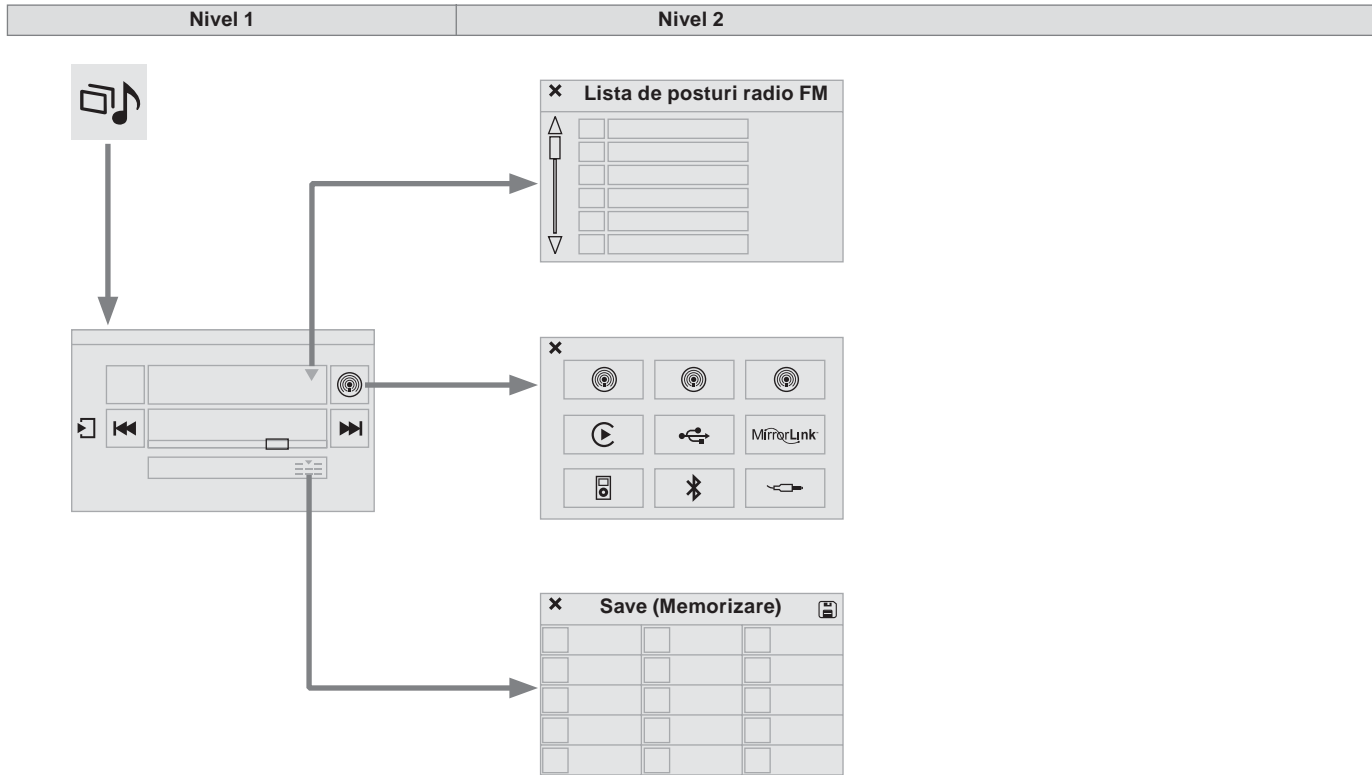 Nivel 1
Nivel 2
Lista de posturi radio FM
MirrorLink
Save (Memorizare)